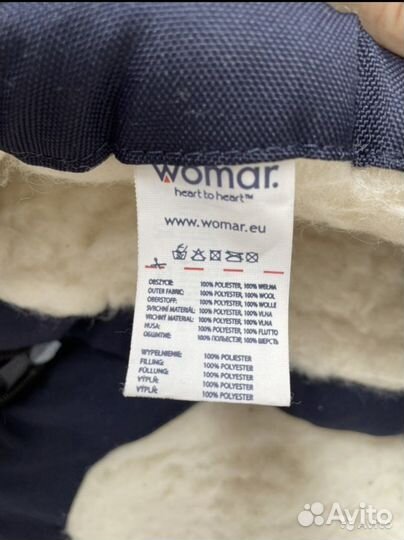 womar.
heart to heart™
www.womar.eu
OBSZYCIE: 100% POLIESTER, 100% WEŁNA
OUTER FABRIC: 100% POLYESTER, 100% WOOL
OBERSTOFF: 100% POLYESTER, 100% WOLLE
SVRCHNÍ MATERIÁL: 100% POLYESTER, 100% VLNA
VRCHNÝ MATERIÁL: 100% POLYESTER, 100% VLNA
HUSA: 100% POLYESTER, 100% FLUTTO
ОБШИТИЕ: 100% ПОЛЬЕСТЕЗР, 100% ШЕРСТЬ
WYPEŁNIENIE: 100% POLIESTER
FILLING: 100% POLYESTER
FÜLLUNG: 100% POLYESTER
VÝPLŇ: 100% POLYESTER
VÝPLŇ: 100% POLYESTER
Avito